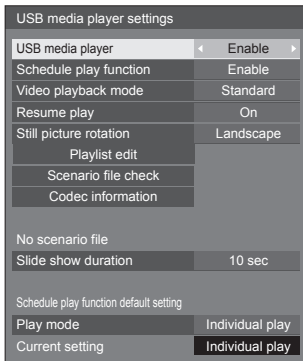 USB media player settings
USB media player Enable
Schedule play function Enable
Video playback mode Standard
Resume play On
Still picture rotation Landscape
Playlist edit
Scenario file check
Codec information
No scenario file
Slide show duration 10 sec
Schedule play function default setting
Play mode Individual play
Current setting Individual play